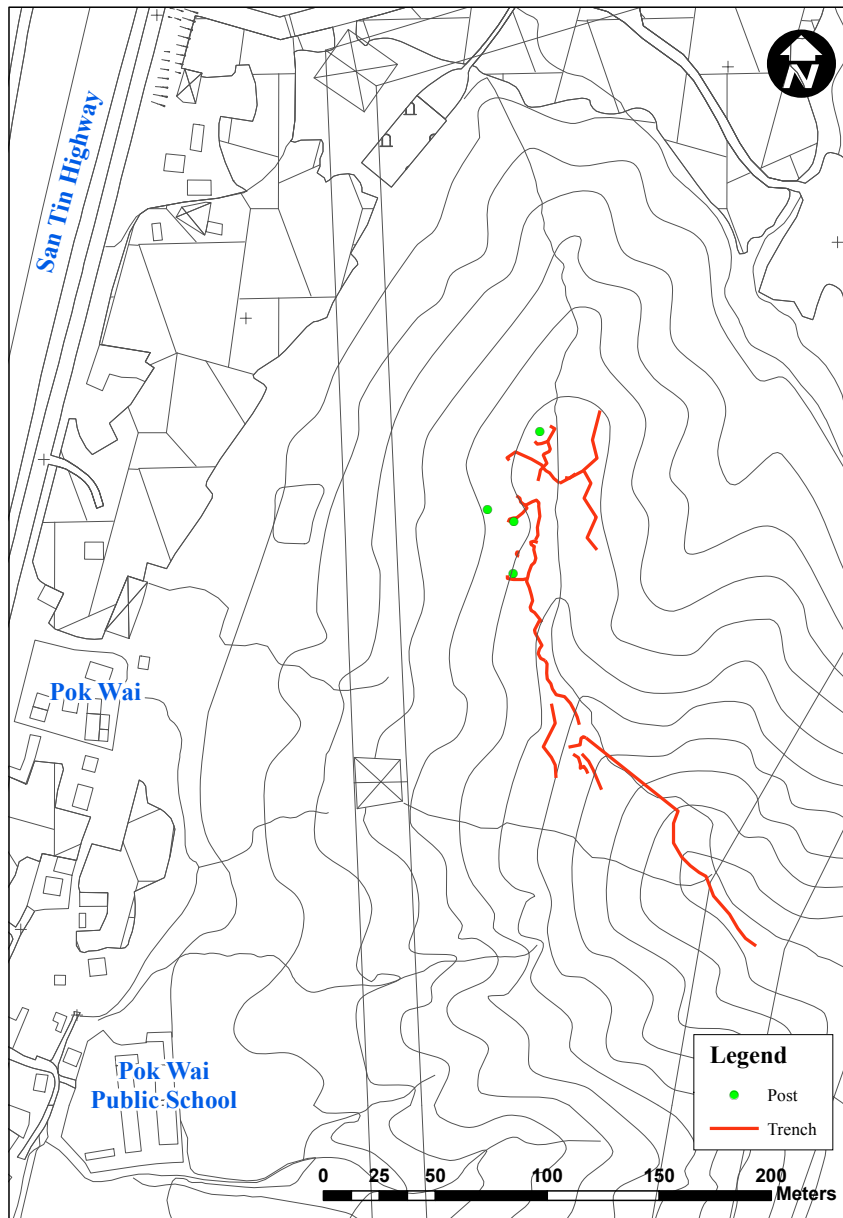 N
n
n
San Tin Highway
Pok Wai
Pok Wai
Public School
Legend
Post
Trench
0 25 50 100 150 200
Meters